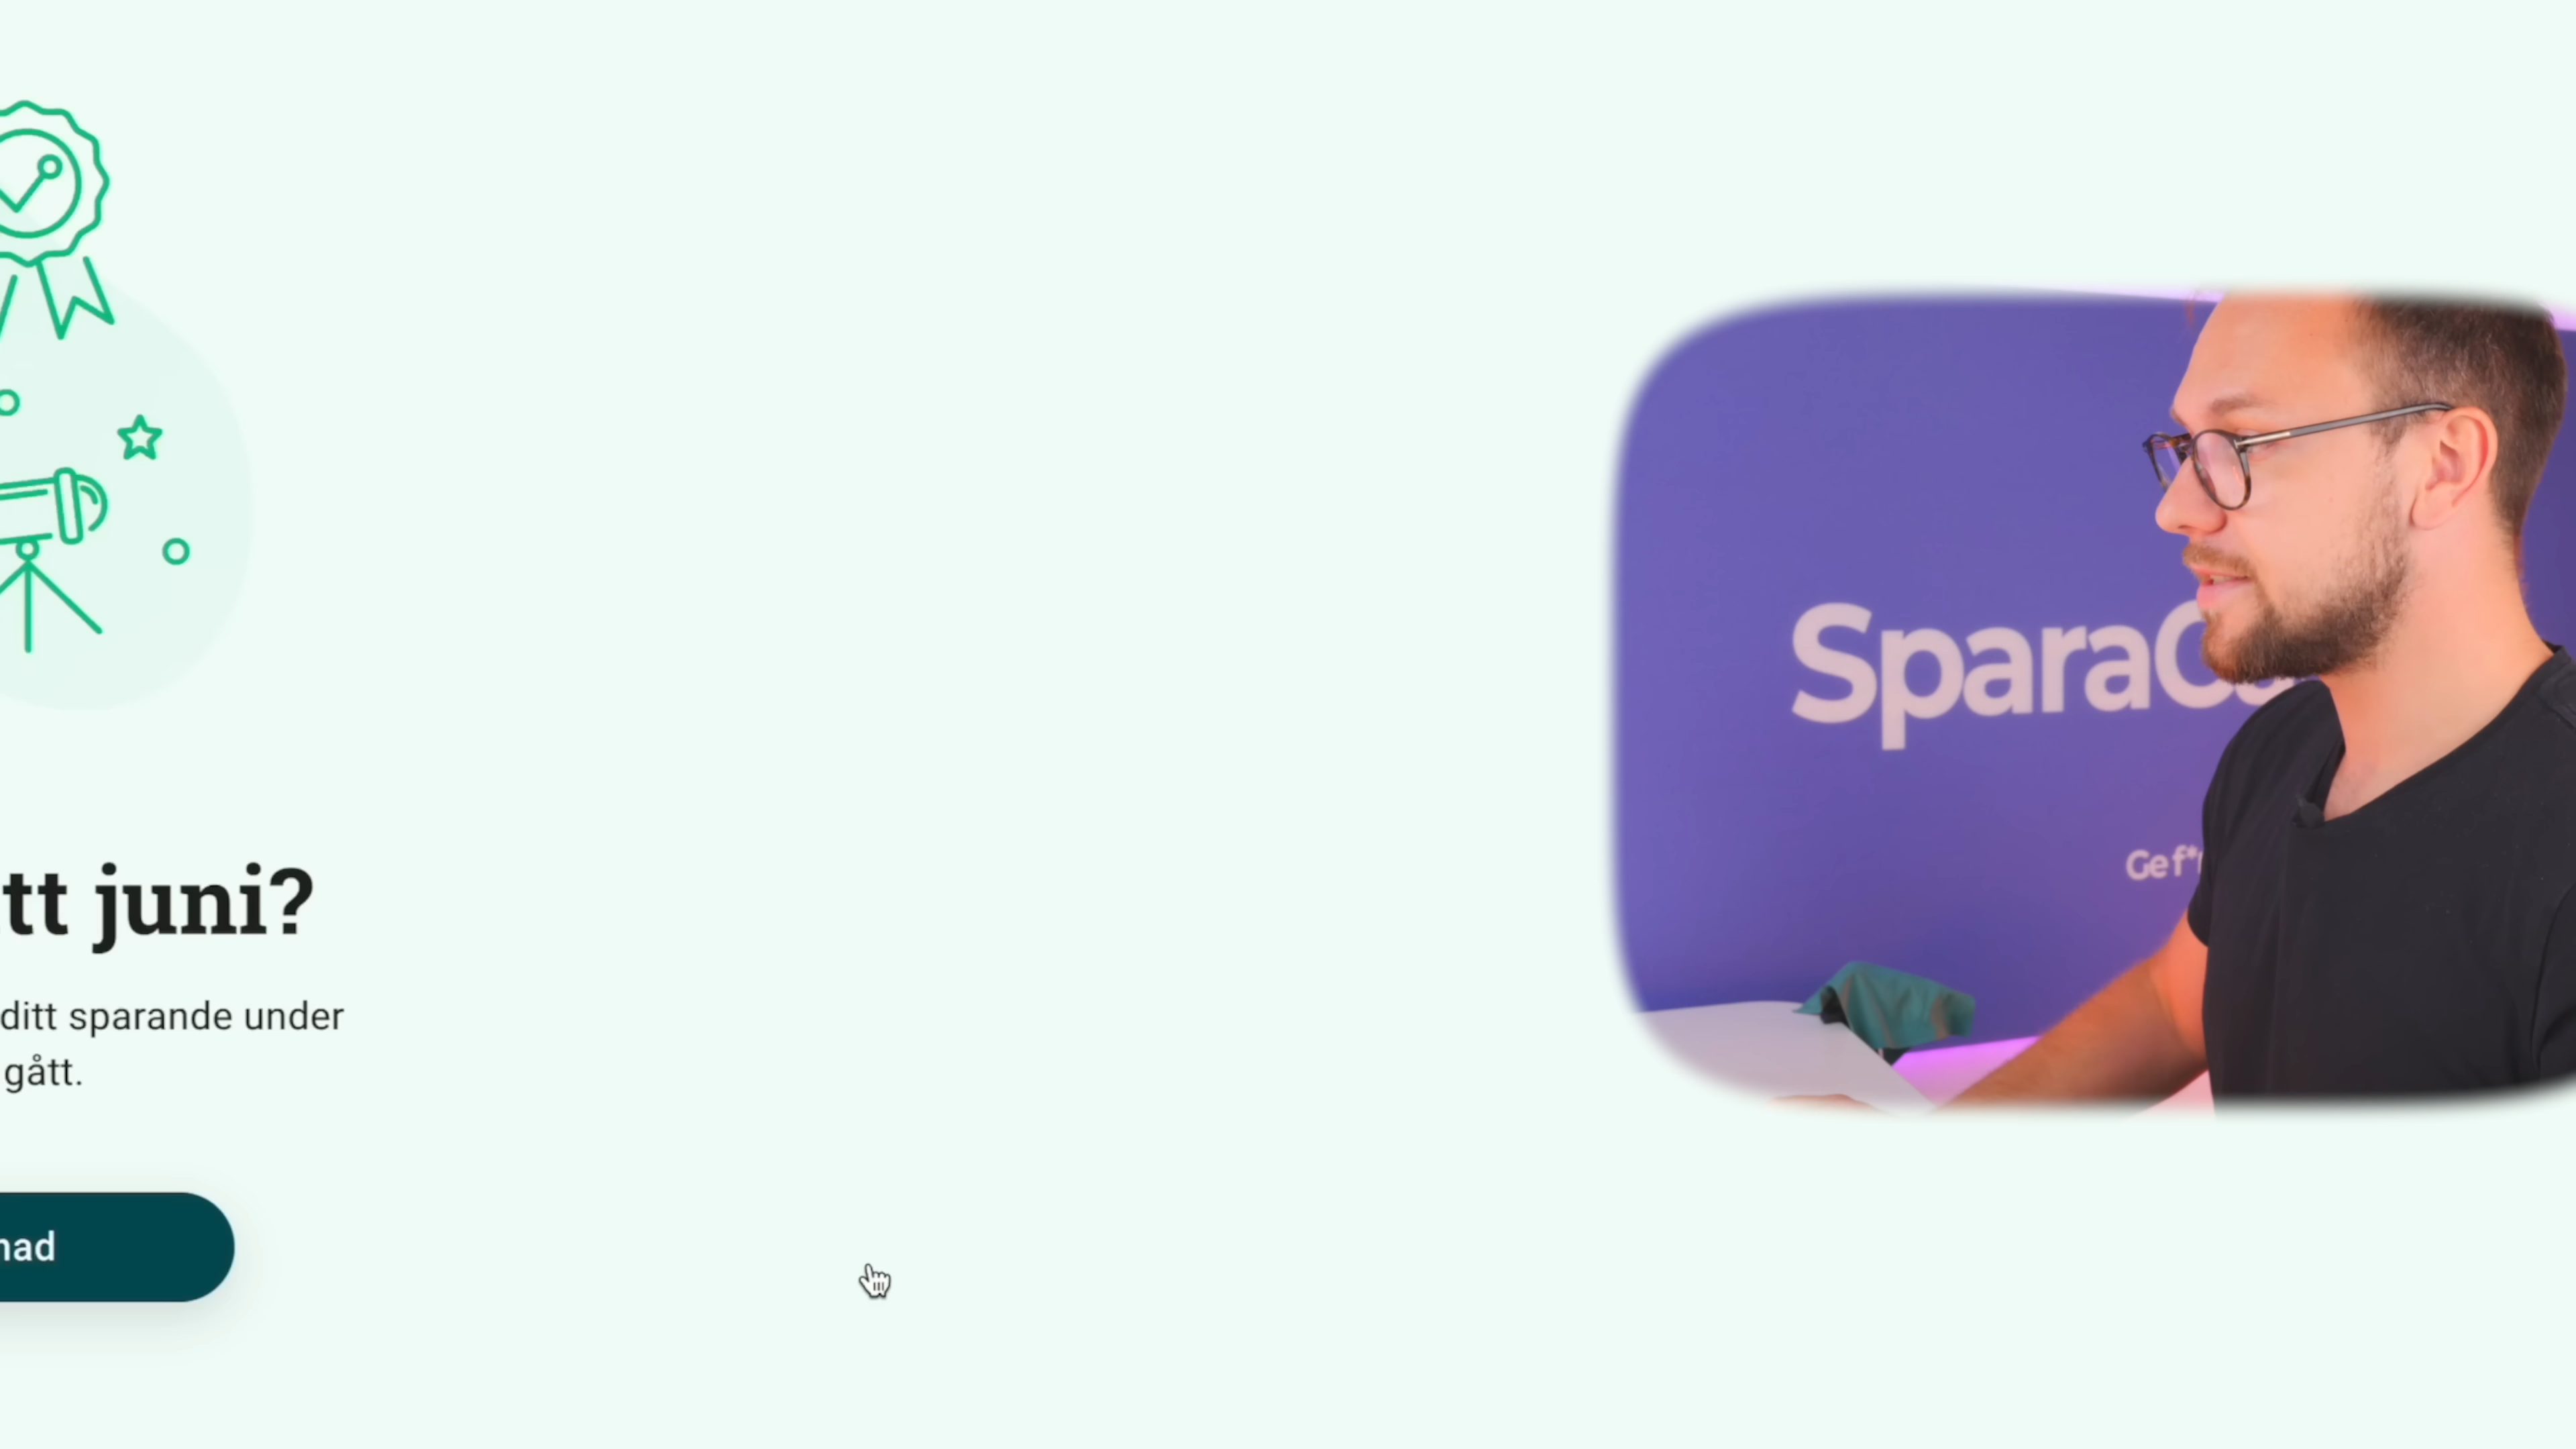 tt juni?
ditt sparande under
gått.
nad
SparaC
Ge f*